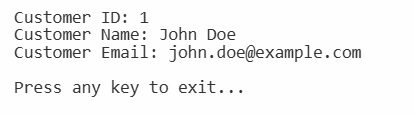 Customer ID: 1
Customer Name: John Doe
Customer Email: john.doe@example.com
Press any key to exit...